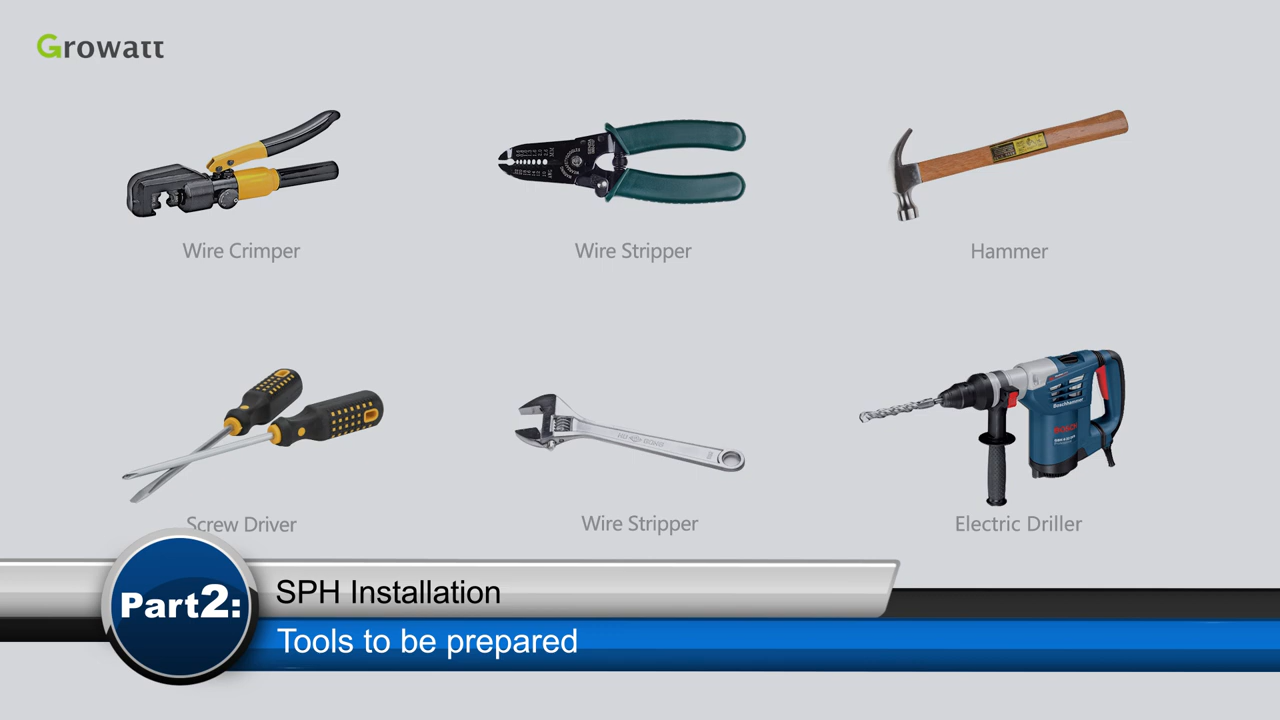 Growatt
Wire Crimper
Wire Stripper
Hammer
Screw Driver
Wire Stripper
Electric Driller
BOSCH
Part2:
SPH Installation
Tools to be prepared